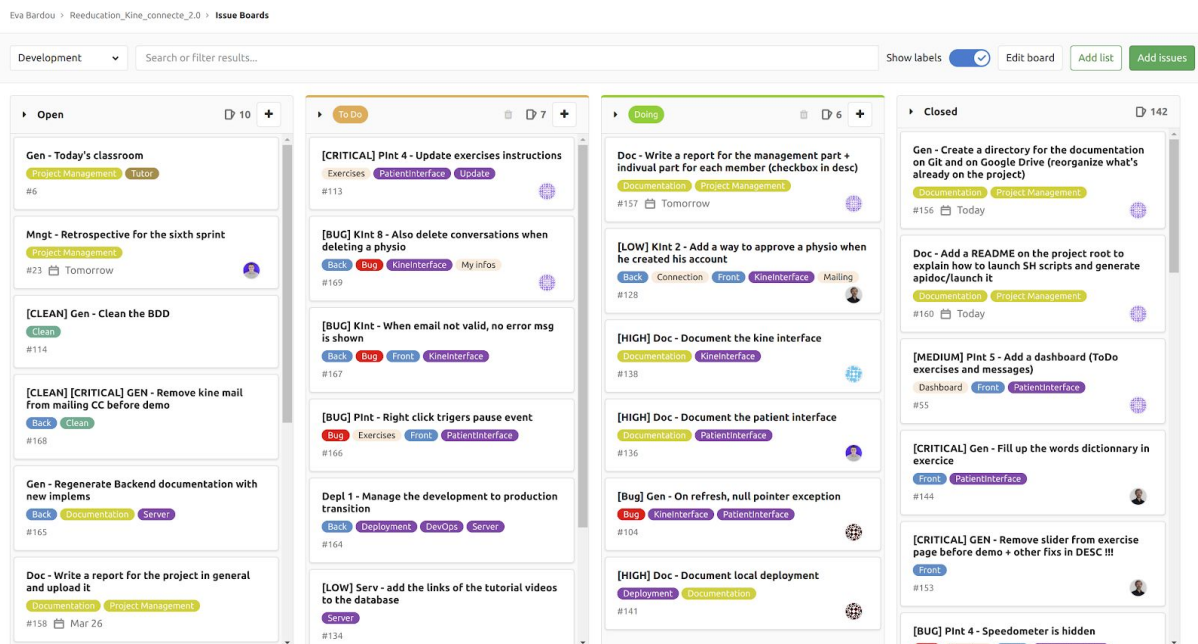 Eva Bardou > Reeducation_Kine_connecte_2.0 > Issue Boards
Development
Search or filter results...
Show labels
Edit board
Add list
Add issues
Open
10
Gen - Today's classroom
Project Management Tutor
#6
Mngt - Retrospective for the sixth sprint
Project Management
#23 Tomorrow
[CLEAN] Gen - Clean the BDD
Clean
#114
[CLEAN] [CRITICAL] GEN - Remove kine mail
from mailing CC before demo
Back Clean
#168
Gen - Regenerate Backend documentation with
new implems
Back Documentation Server
#165
Doc - Write a report for the project in general
and upload it
Documentation Project Management
#158 Mar 26
To Do
7
[CRITICAL] PInt 4 - Update exercises instructions
Exercises PatientInterface Update
#113
[BUG] KInt 8 - Also delete conversations when
deleting a physio
Back Bug KineInterface My infos
#169
[BUG] KInt - When email not valid, no error msg
is shown
Back Bug Front KineInterface
#167
[BUG] PInt - Right click trigers pause event
Bug Exercises Front PatientInterface
#166
Depl 1 - Manage the development to production
transition
Back Deployment DevOps Server
#164
[LOW] Serv - add the links of the tutorial videos
to the database
Server
#134
Doing
6
Doc - Write a report for the management part +
indivual part for each member (checkbox in desc)
Documentation Project Management
#157 Tomorrow
[LOW] KInt 2 - Add a way to approve a physio when
he created his account
Back Connection Front KineInterface Mailing
#128
[HIGH] Doc - Document the kine interface
Documentation KineInterface
#138
[HIGH] Doc - Document the patient interface
Documentation PatientInterface
#136
[Bug] Gen - On refresh, null pointer exception
Bug KineInterface PatientInterface
#104
[HIGH] Doc - Document local deployment
Deployment Documentation
#141
Closed
142
Gen - Create a directory for the documentation
on Git and on Google Drive (reorganize what's
already on the project)
Documentation Project Management
#156 Today
Doc - Add a README on the project root to
explain how to launch SH scripts and generate
apidoc/launch it
Documentation Project Management
#160 Today
[MEDIUM] PInt 5 - Add a dashboard (ToDo
exercises and messages)
Dashboard Front PatientInterface
#55
[CRITICAL] Gen - Fill up the words dictionnary in
exercice
Front PatientInterface
#144
[CRITICAL] GEN - Remove slider from exercise
page before demo + other fixs in DESC !!!
Front
#153
[BUG] PInt 4 - Speedometer is hidden